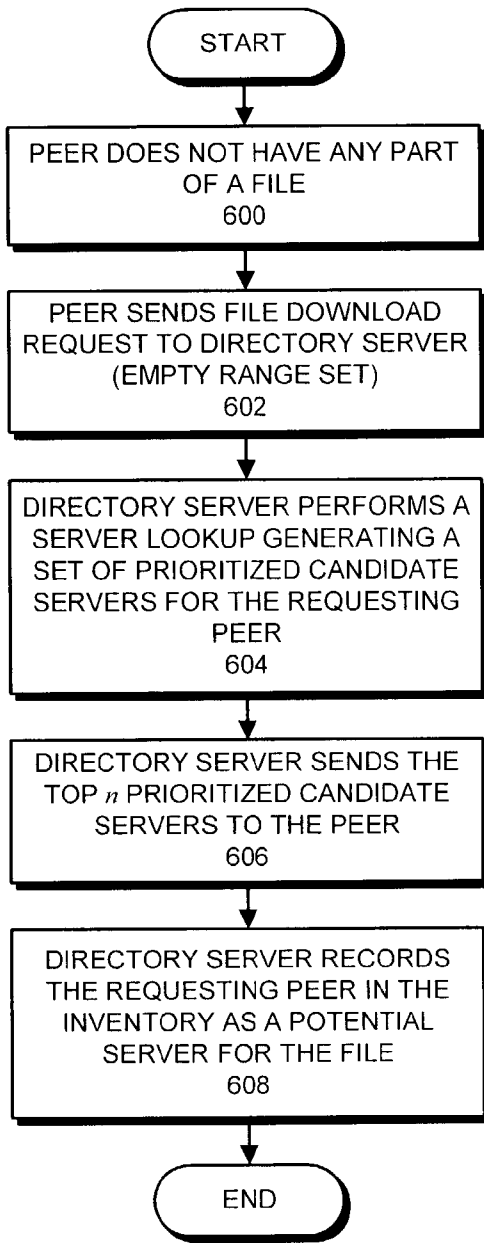 START
PEER DOES NOT HAVE ANY PART
OF A FILE
600
PEER SENDS FILE DOWNLOAD
REQUEST TO DIRECTORY SERVER
(EMPTY RANGE SET)
602
DIRECTORY SERVER PERFORMS A
SERVER LOOKUP GENERATING A
SET OF PRIORITIZED CANDIDATE
SERVERS FOR THE REQUESTING
PEER
604
DIRECTORY SERVER SENDS THE
TOP n PRIORITIZED CANDIDATE
SERVERS TO THE PEER
606
DIRECTORY SERVER RECORDS
THE REQUESTING PEER IN THE
INVENTORY AS A POTENTIAL
SERVER FOR THE FILE
608
END